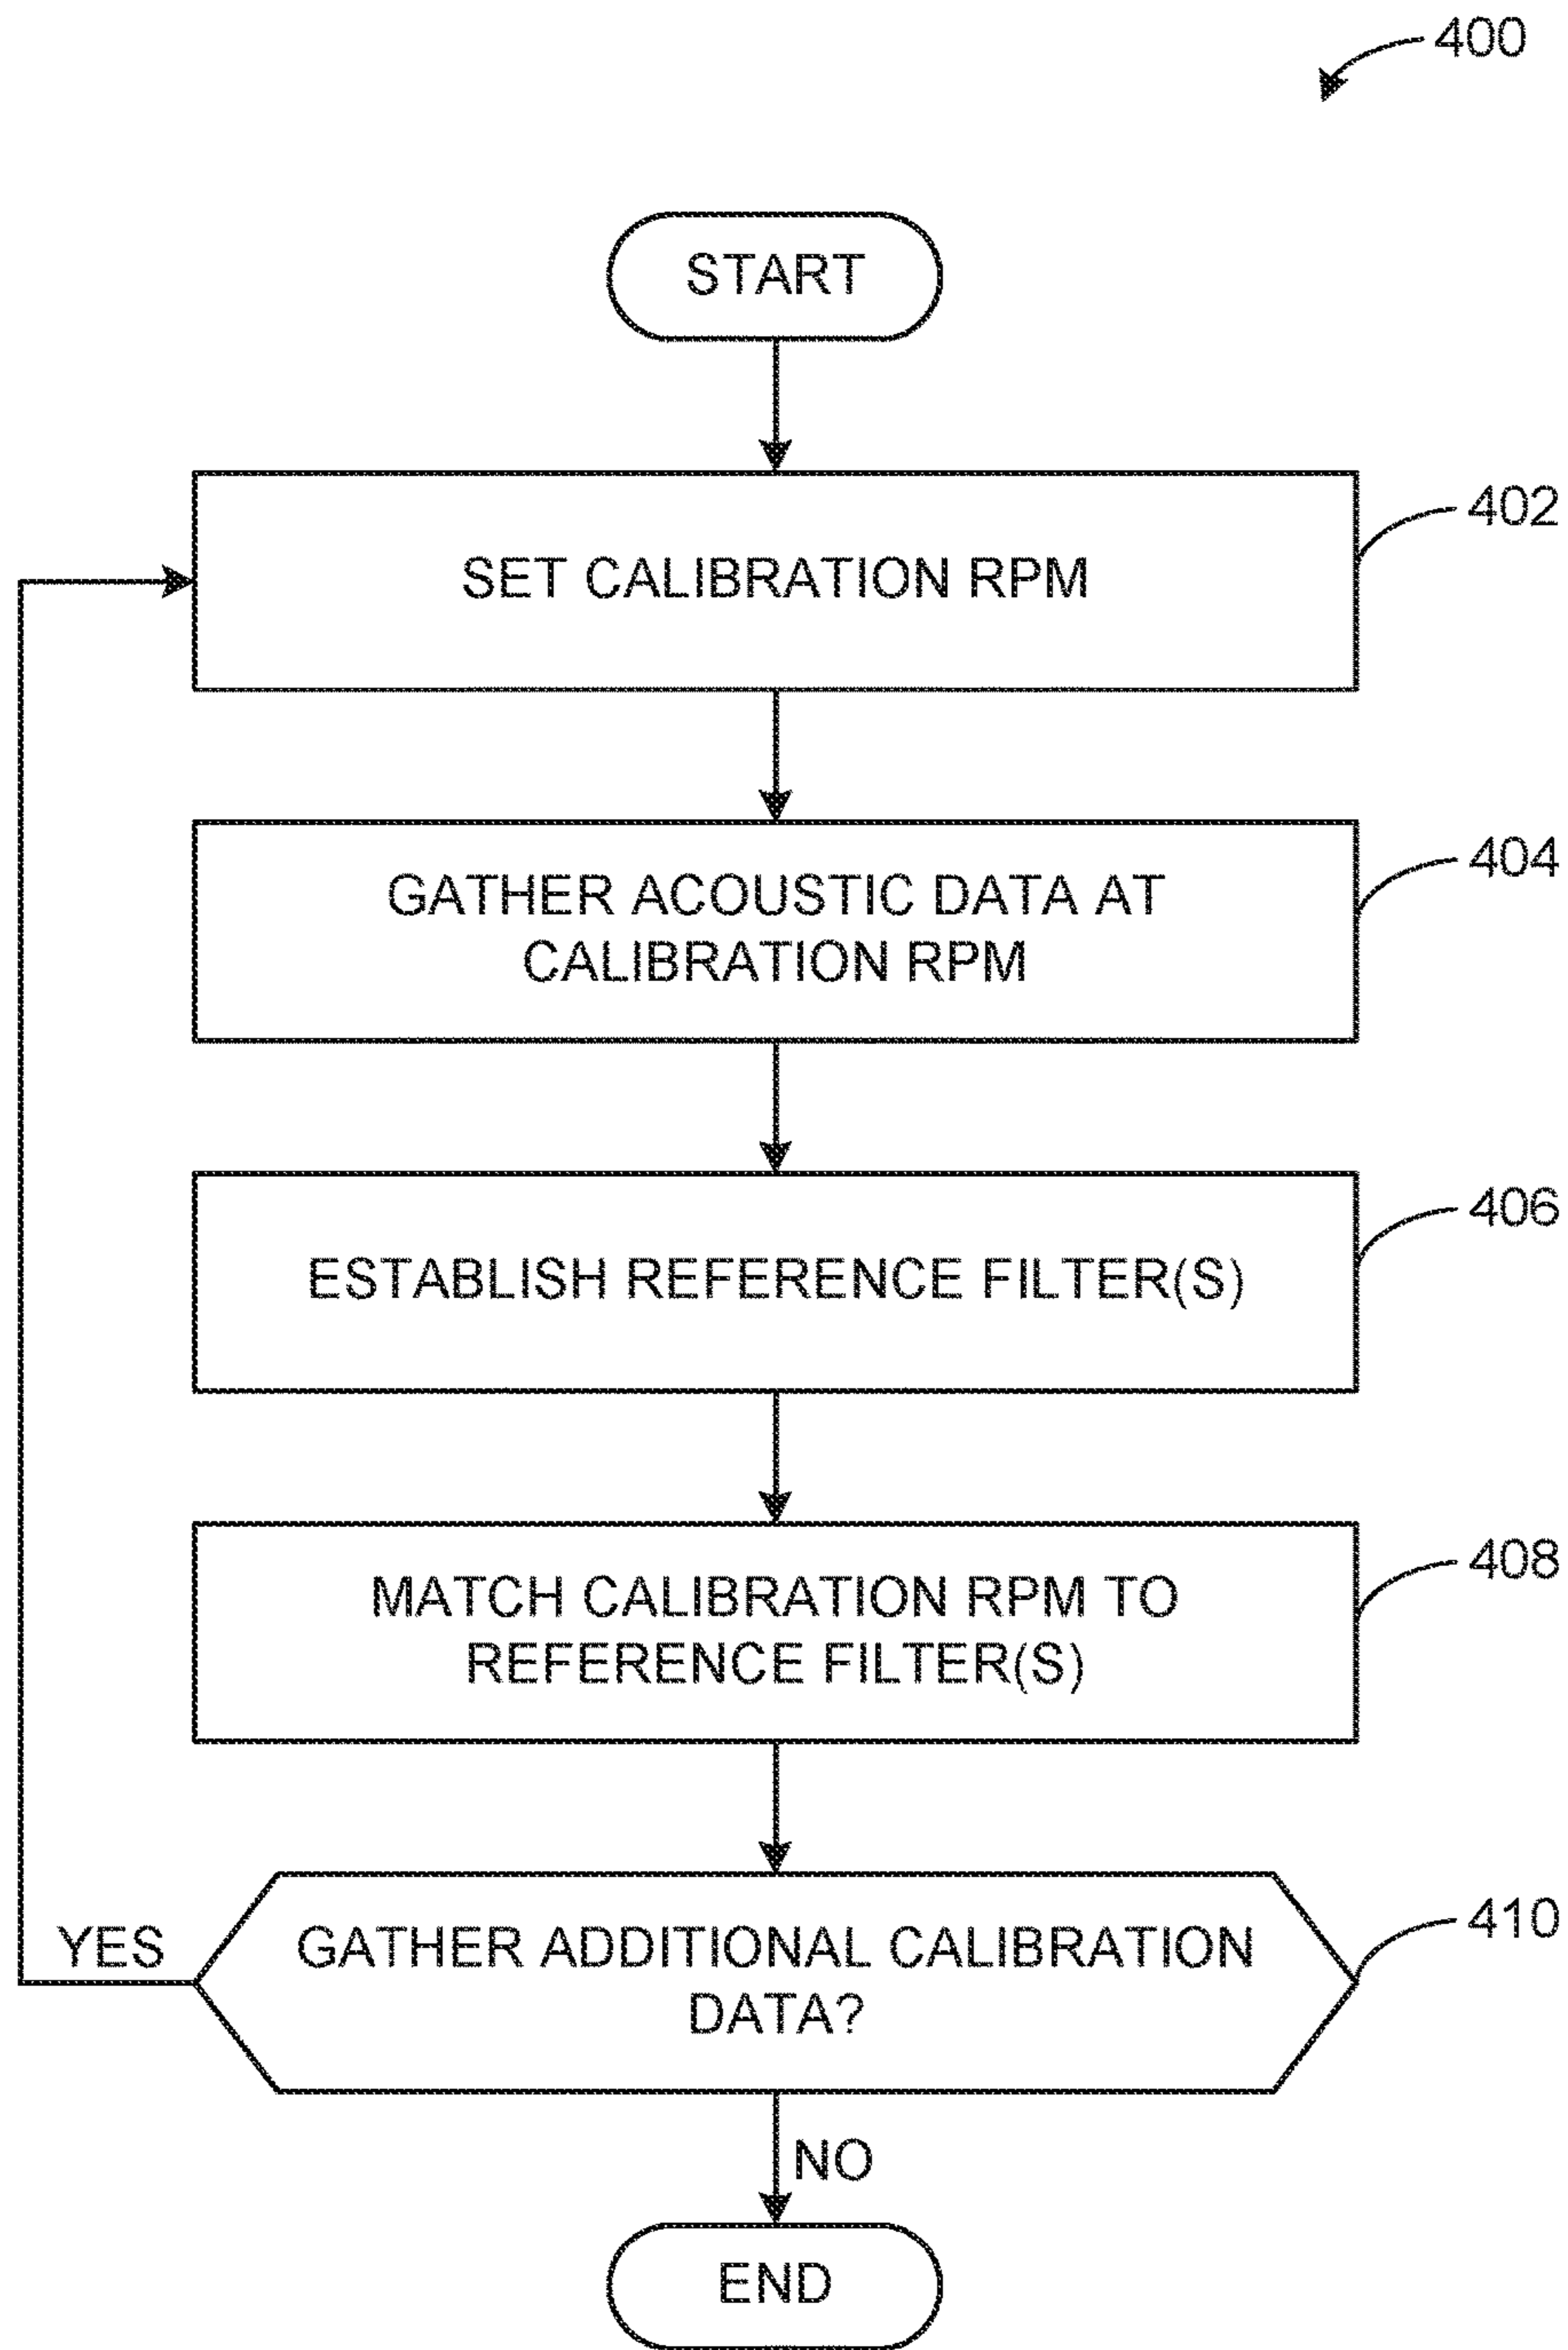 400
START
SET CALIBRATION RPM
402
GATHER ACOUSTIC DATA AT
CALIBRATION RPM
404
ESTABLISH REFERENCE FILTER(S)
406
MATCH CALIBRATION RPM TO
REFERENCE FILTER(S)
408
YES
GATHER ADDITIONAL CALIBRATION
DATA?
410
NO
END